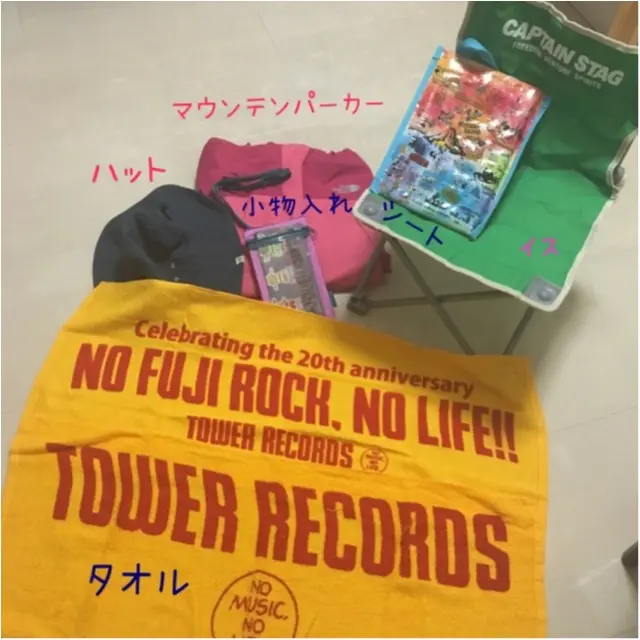 CAPTAIN STAG
マウンテンパーカー
ハット
小物入れ
シート
イス
Celebrating the 20th anniversary
NO FUJI ROCK, NO LIFE!!
TOWER RECORDS
TOWER RECORDS
タオル
NO
MUSIC,
NO